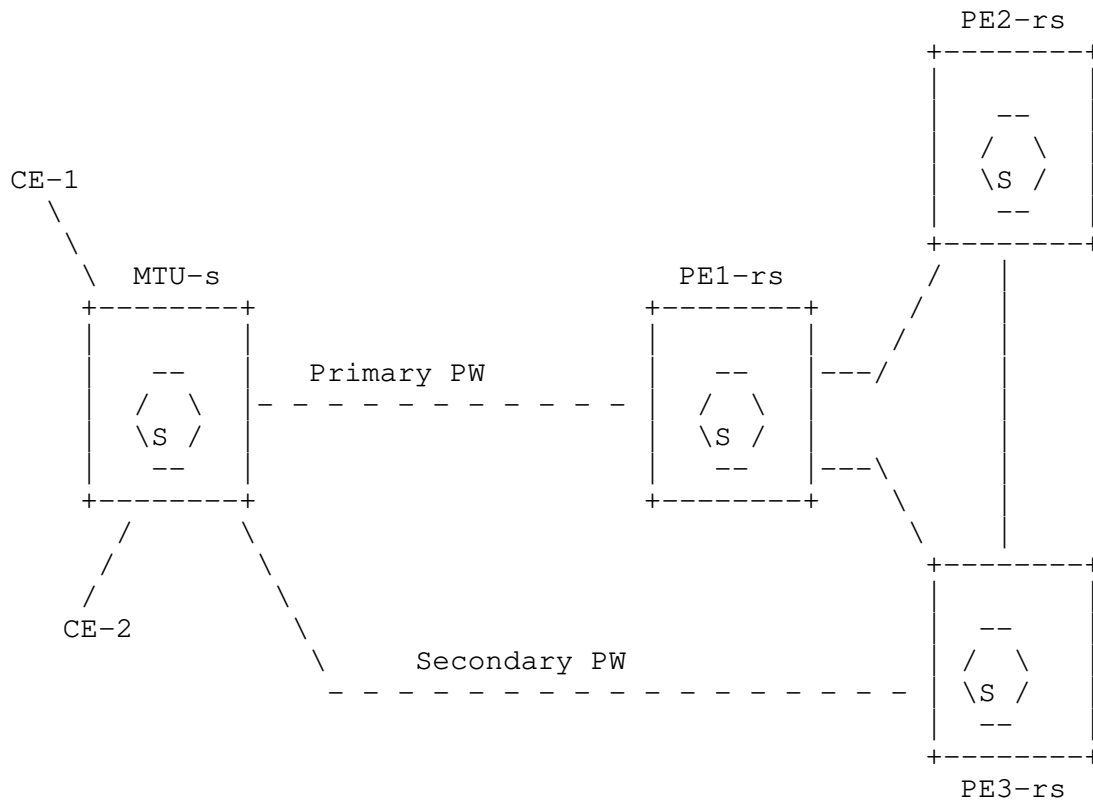 PE2-rs
S
CE-1
MTU-s
PE1-rs
Primary PW
S
S
CE-2
Secondary PW
S
PE3-rs